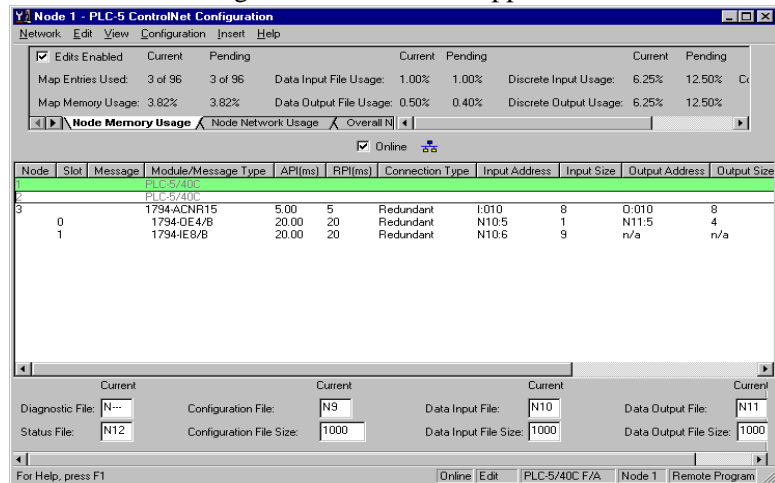 Node 1 - PLC-5 ControlNet Configuration
Network Edit View Configuration Insert Help
Edits Enabled Current Pending Current Pending Current Pending
Map Entries Used: 3 of 96 3 of 96 Data Input File Usage: 1.00% 1.00% Discrete Input Usage: 6.25% 12.50%
Map Memory Usage: 3.82% 3.82% Data Output File Usage: 0.50% 0.40% Discrete Output Usage: 6.25% 12.50%
Node Memory Usage Node Network Usage Overall N
Online
Node Slot Message Module/Message Type API(ms) RPI(ms) Connection Type Input Address Input Size Output Address Output Size
1 PLC-5/40C
2 PLC-5/40C
3 1794-ACNR15 5.00 5 Redundant I:010 8 O:010 8
0 1794-OE4/B 20.00 20 Redundant N10:5 1 N11:5 4
1 1794-IE8/B 20.00 20 Redundant N10:6 9 n/a n/a
Current Current Current Current
Diagnostic File: N--- Configuration File: N9 Data Input File: N10 Data Output File: N11
Status File: N12 Configuration File Size: 1000 Data Input File Size: 1000 Data Output File Size: 1000
For Help, press F1 Online Edit PLC-5/40C F/A Node 1 Remote Program